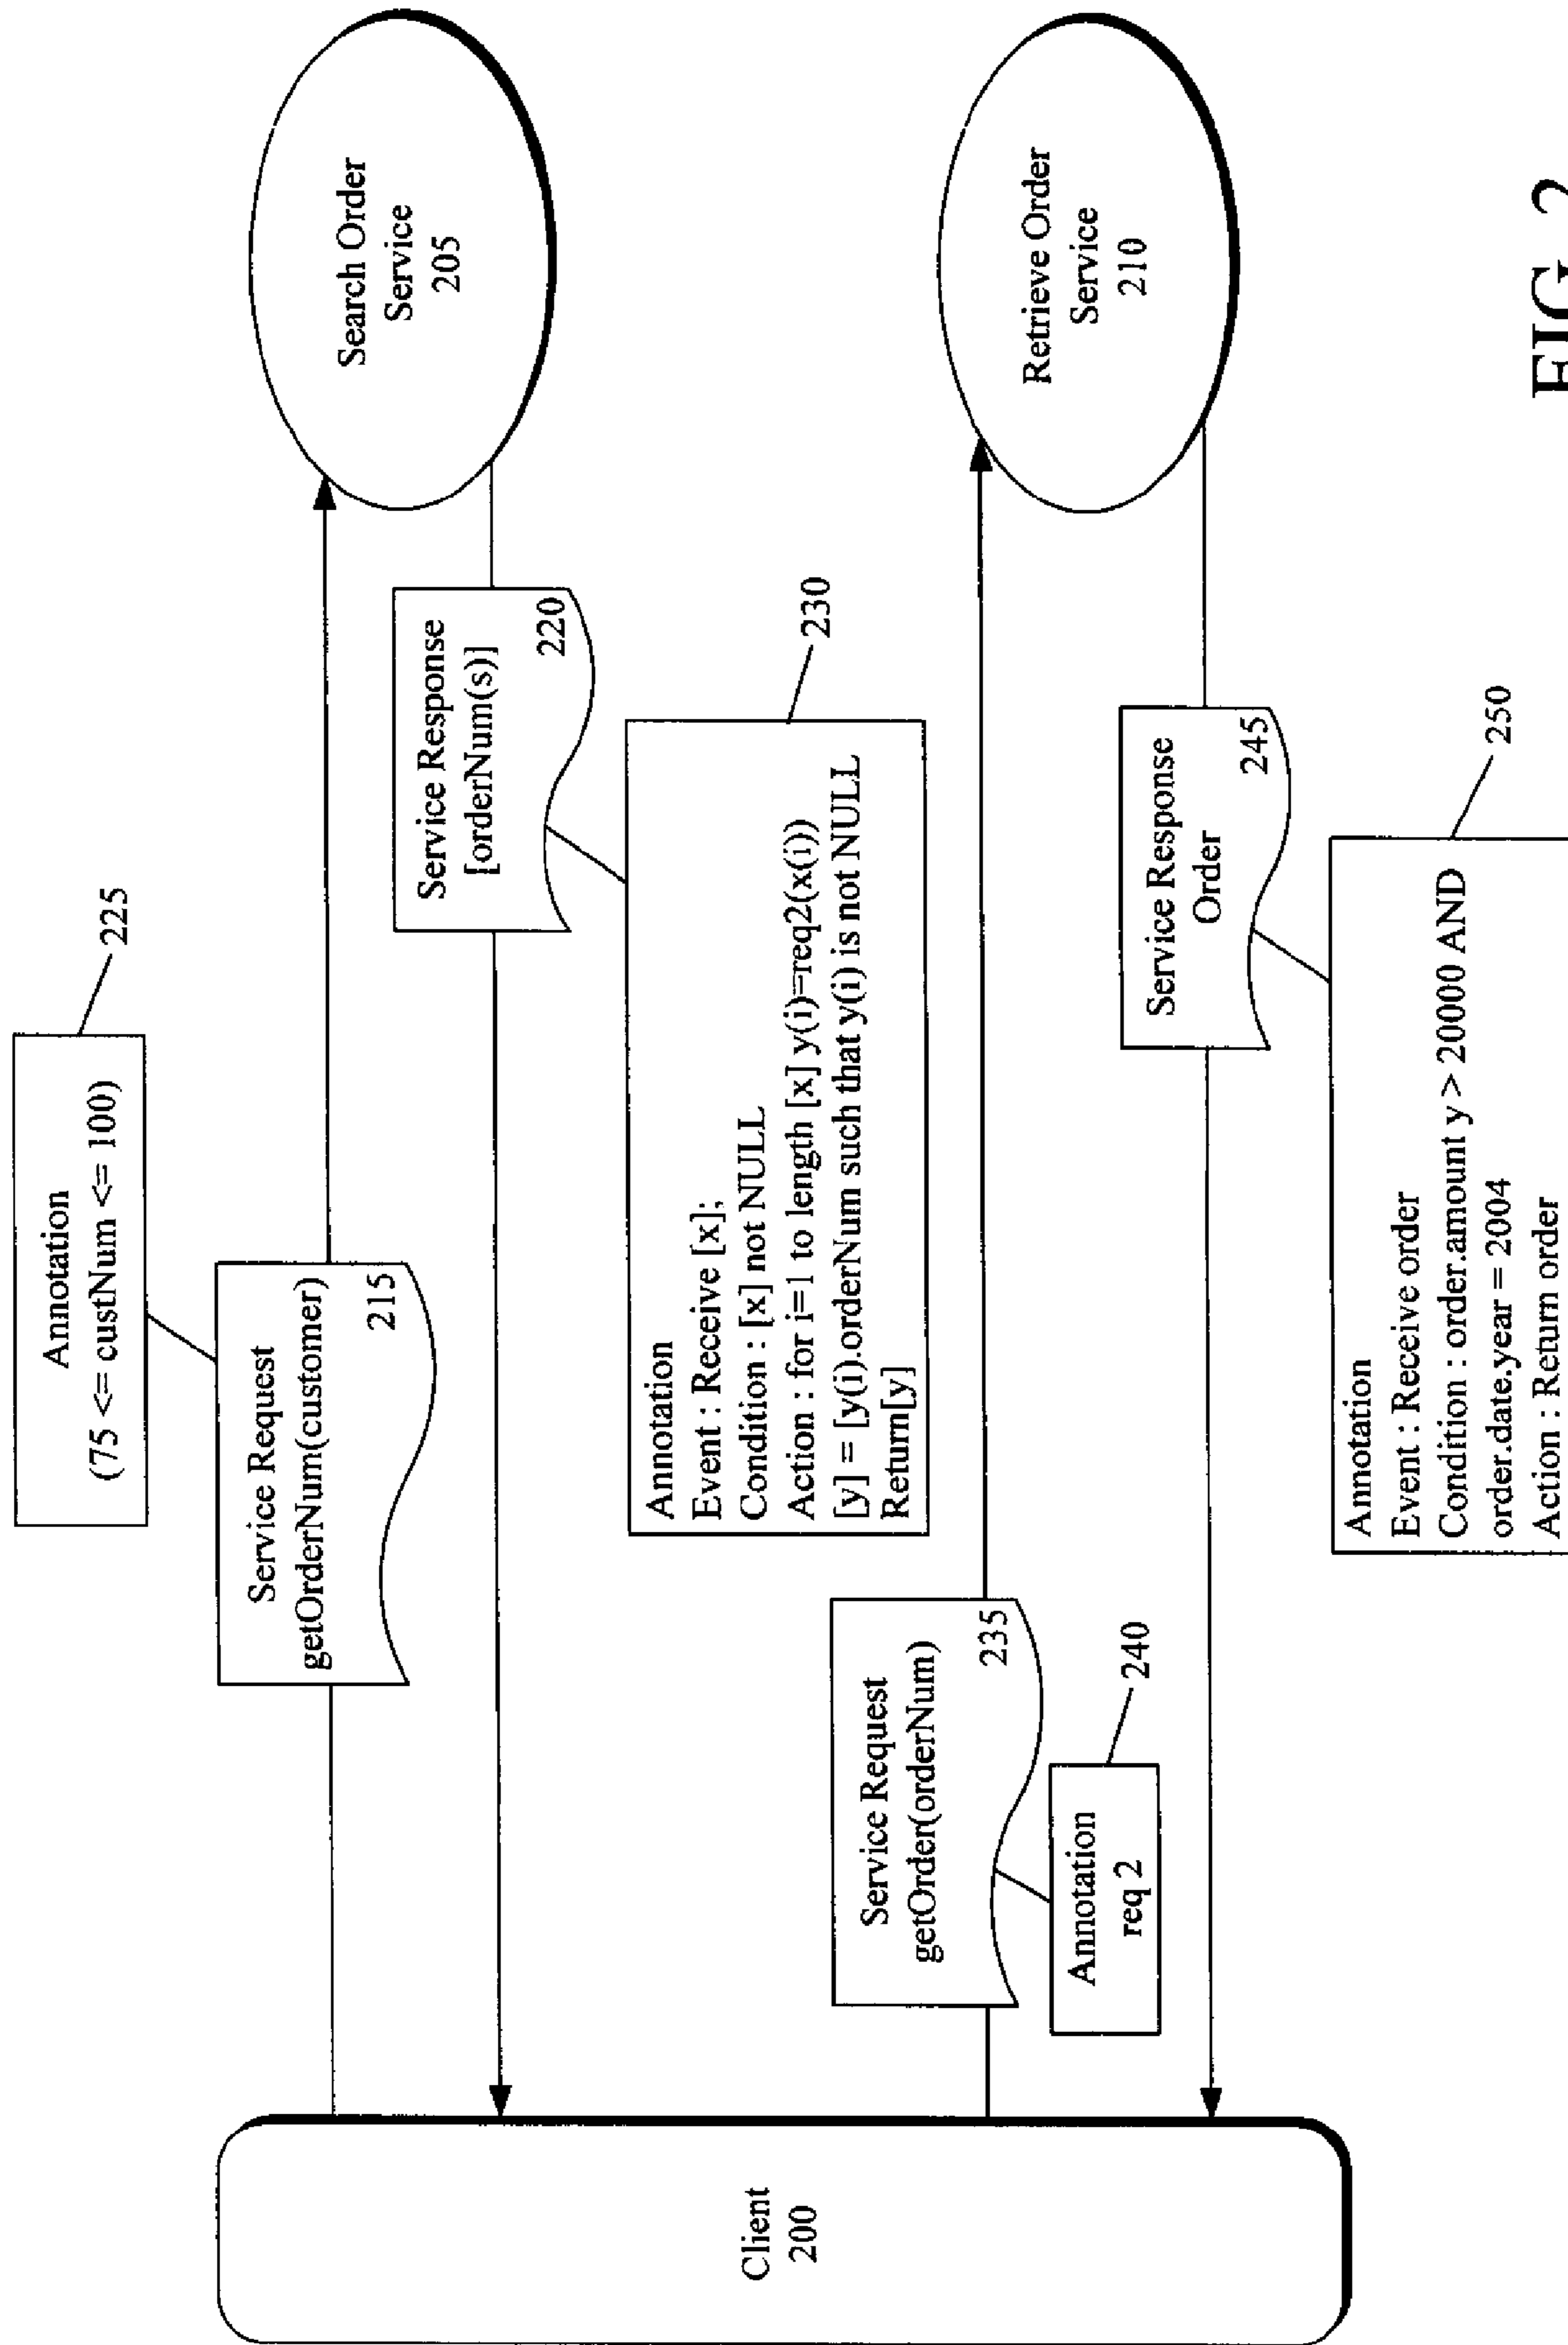 Annotation
(75 <= custNum <= 100)
225
Service Request
getOrderNum(customer)
215
Search Order
Service
205
Service Response
[orderNum(s)]
220
Annotation
Event : Receive [x];
Condition : [x] not NULL
Action : for i=1 to length [x] y(i)=req2(x(i))
[y] = [y(i).orderNum such that y(i) is not NULL
Return[y]
230
Client
200
Service Request
getOrder(orderNum)
235
Annotation
req 2
240
Retrieve Order
Service
210
Service Response
Order
245
Annotation
Event : Receive order
Condition : order.amount y > 20000 AND
order.date.year = 2004
Action : Return order
250
FIG. 2